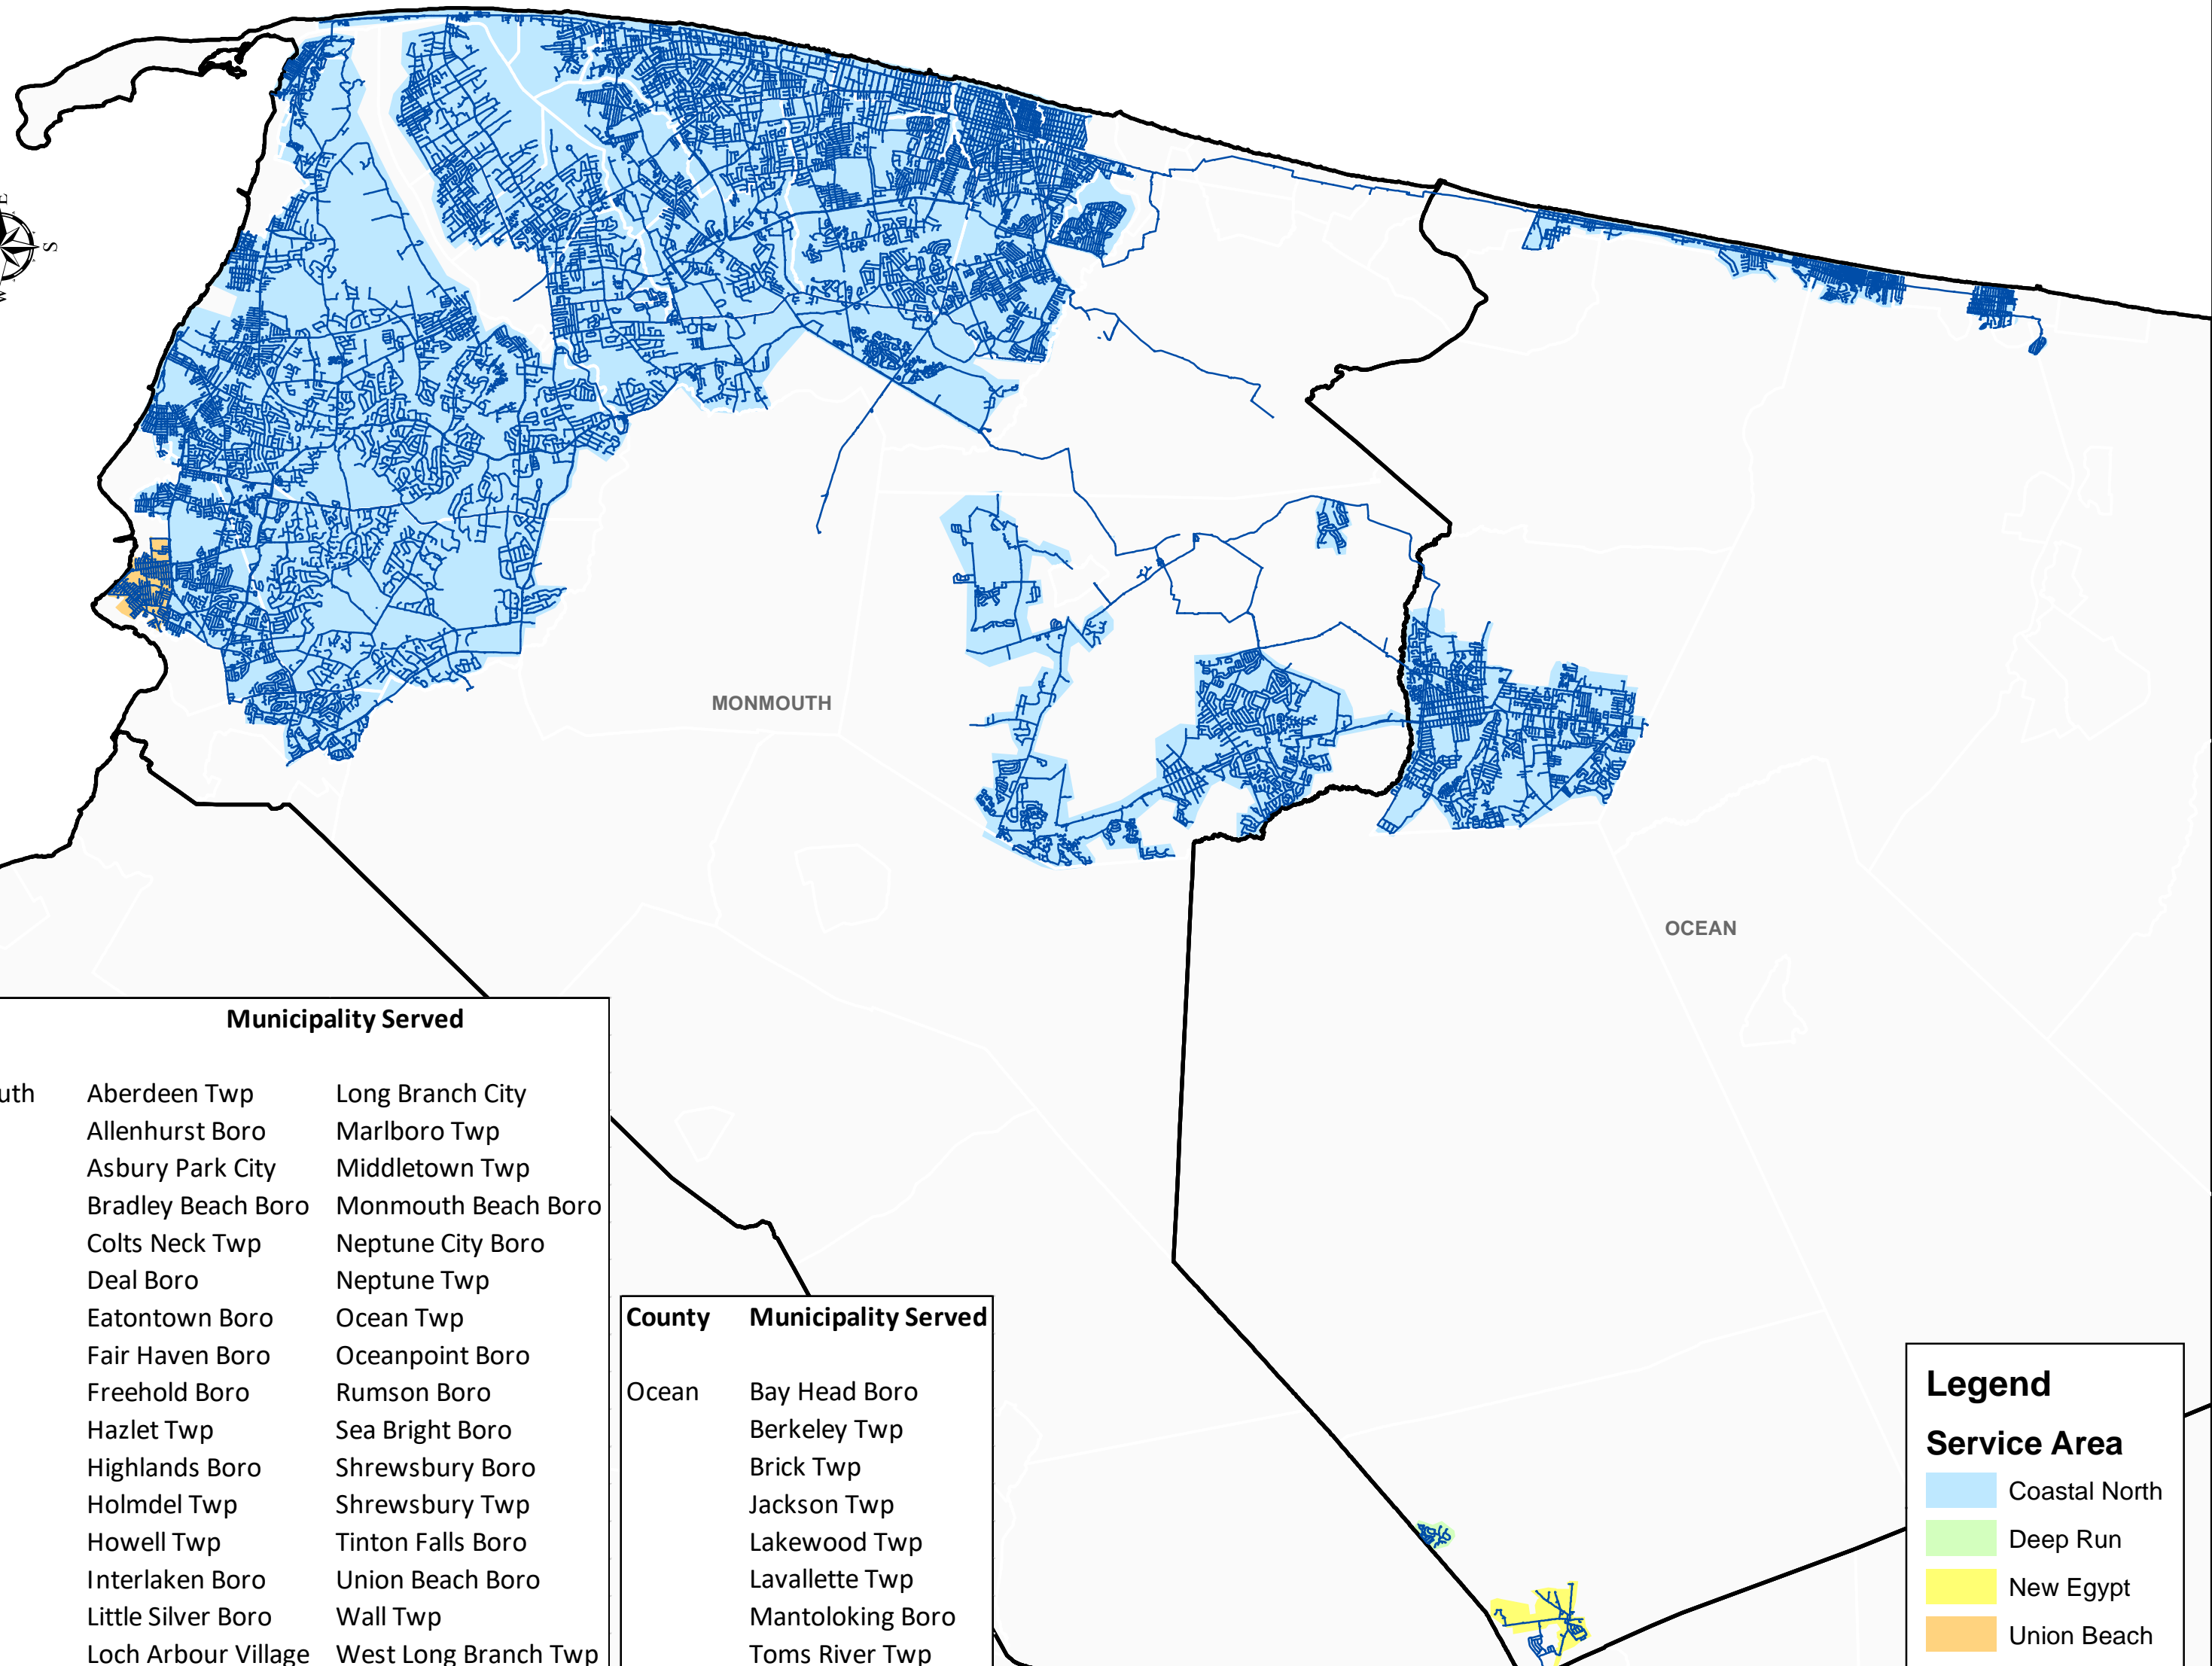 E
S
W
MONMOUTH
OCEAN
Municipality Served
uth Aberdeen Twp Long Branch City
Allenhurst Boro Marlboro Twp
Asbury Park City Middletown Twp
Bradley Beach Boro Monmouth Beach Boro
Colts Neck Twp Neptune City Boro
Deal Boro Neptune Twp
Eatontown Boro Ocean Twp
Fair Haven Boro Oceanpoint Boro
Freehold Boro Rumson Boro
Hazlet Twp Sea Bright Boro
Highlands Boro Shrewsbury Boro
Holmdel Twp Shrewsbury Twp
Howell Twp Tinton Falls Boro
Interlaken Boro Union Beach Boro
Little Silver Boro Wall Twp
Loch Arbour Village West Long Branch Twp
County Municipality Served
Ocean Bay Head Boro
Berkeley Twp
Brick Twp
Jackson Twp
Lakewood Twp
Lavallette Twp
Mantoloking Boro
Toms River Twp
Legend
Service Area
Coastal North
Deep Run
New Egypt
Union Beach